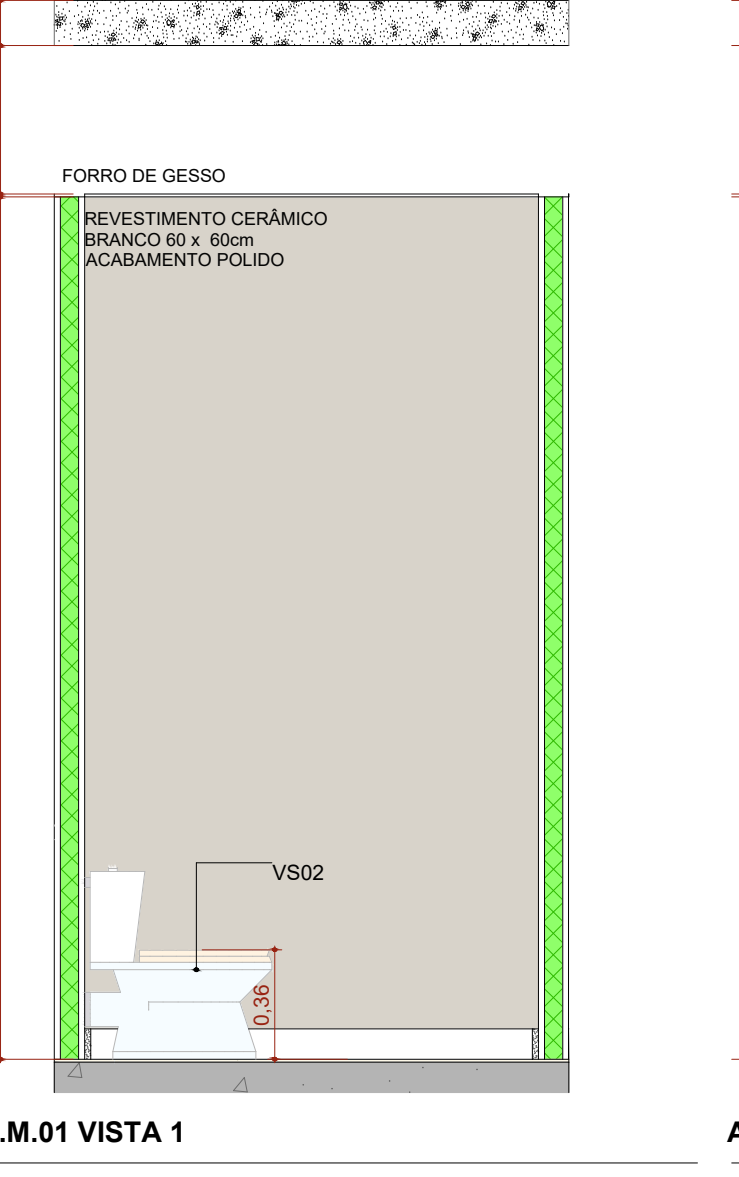 FORRO DE GESSO
REVESTIMENTO CERÂMICO
BRANCO 60 x 60cm
ACABAMENTO POLIDO
VS02
0,36
.M.01 VISTA 1
A